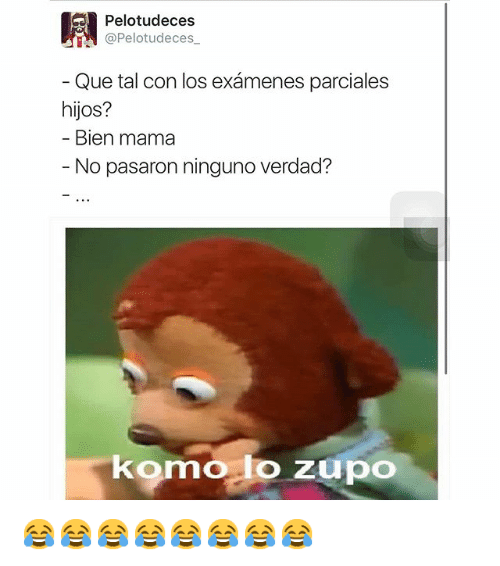 Pelotudeces
@Pelotudeces_
- Que tal con los exámenes parciales
hijos?
- Bien mama
- No pasaron ninguno verdad?
- ...
komo lo zupo
😂😂😂😂😂😂😂😂